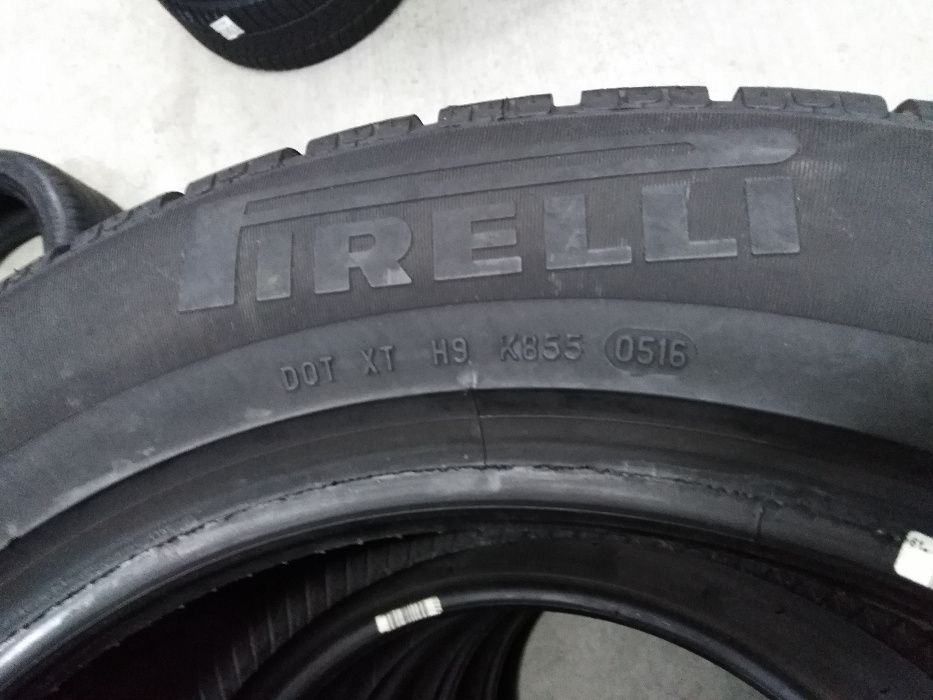 PIRELLI
DOT XT H9 K855 0516